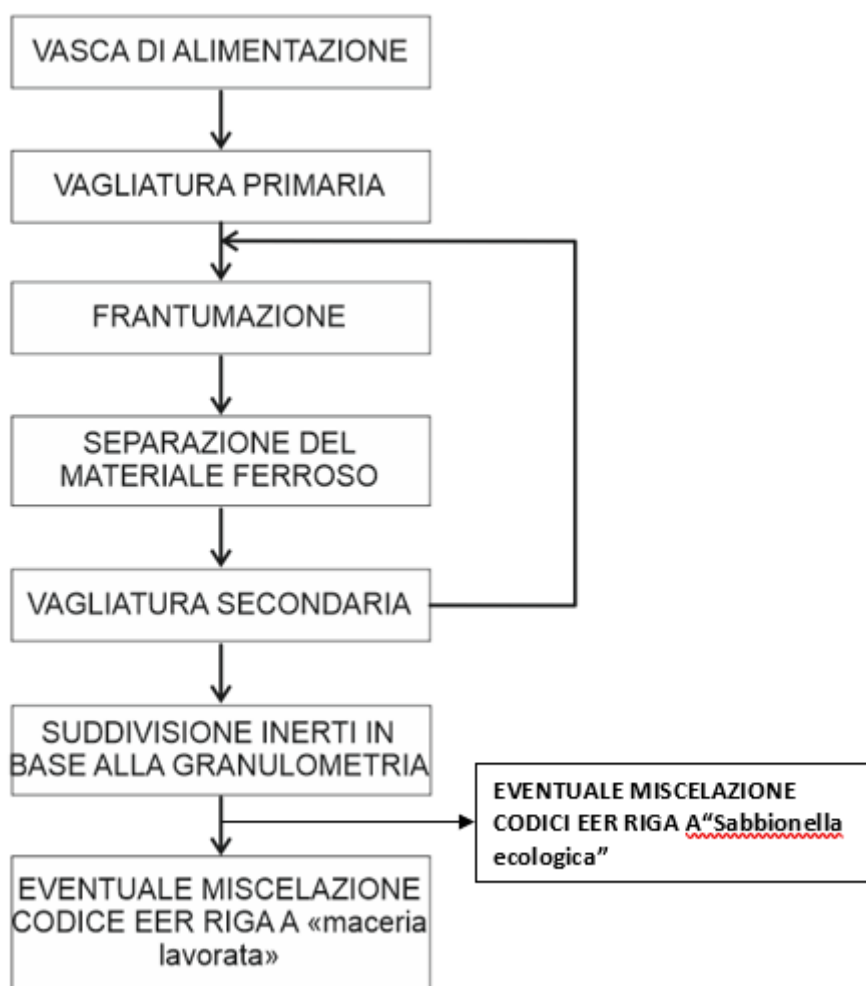 VASCA DI ALIMENTAZIONE
VAGLIATURA PRIMARIA
FRANTUMAZIONE
SEPARAZIONE DEL
MATERIALE FERROSO
VAGLIATURA SECONDARIA
SUDDIVISIONE INERTI IN
BASE ALLA GRANULOMETRIA
EVENTUALE MISCELAZIONE
CODICI EER RIGA A“Sabbionella
ecologica”
EVENTUALE MISCELAZIONE
CODICE EER RIGA A «maceria
lavorata»